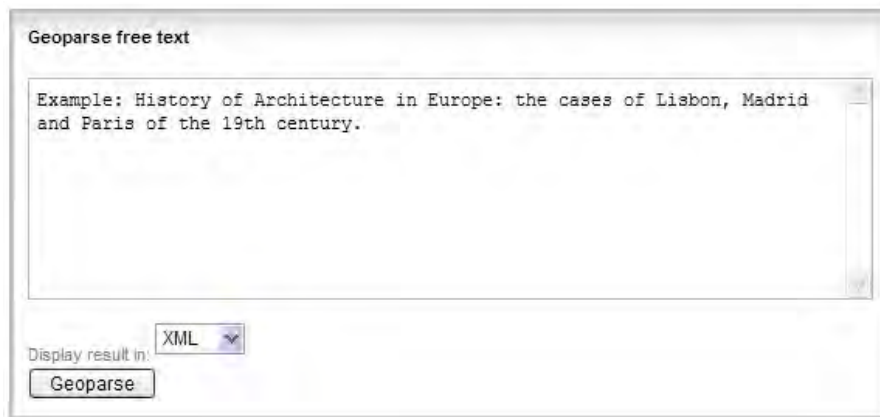 Geoparse free text
Example: History of Architecture in Europe: the cases of Lisbon, Madrid
and Paris of the 19th century.
Display result in: XML
Geoparse